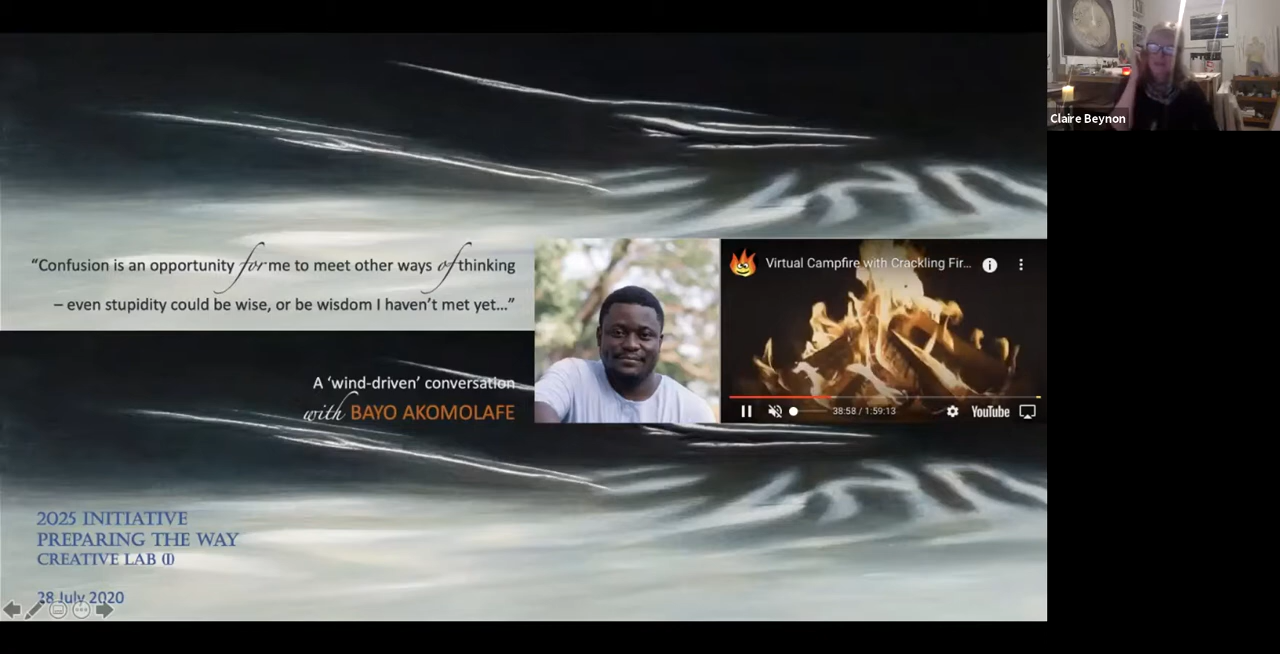 Claire Beynon
“Confusion is an opportunity for me to meet other ways of thinking
– even stupidity could be wise, or be wisdom I haven’t met yet…”
Virtual Campfire with Crackling Fir...
38:58 / 1:59:13
YouTube
A ‘wind-driven’ conversation
with BAYO AKOMOLAFE
2025 INITIATIVE
PREPARING THE WAY
CREATIVE LAB (I)
28 July 2020